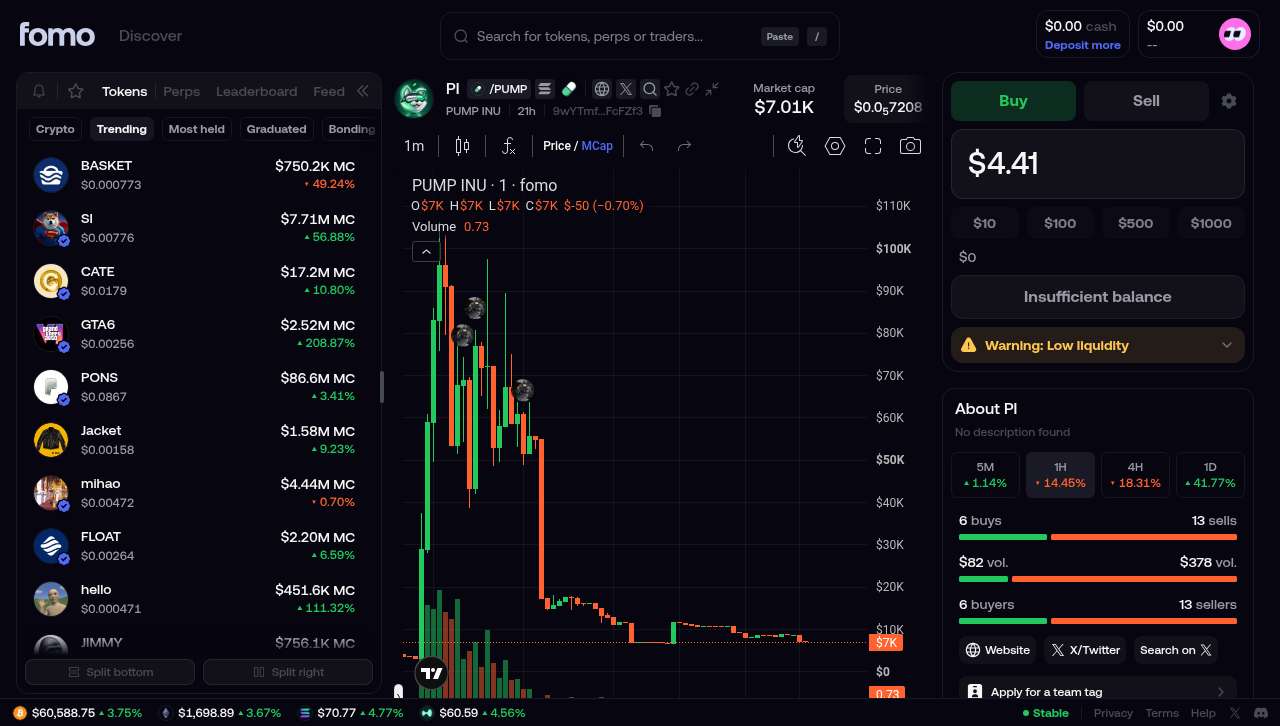 fomo
Discover
Search for tokens, perps or traders...
Paste
/
$0.00 cash
Deposit more
$0.00
--
Tokens
Perps
Leaderboard
Feed
Crypto
Trending
Most held
Graduated
Bonding
BASKET $750.2K MC
$0.000773 49.24%
SI $7.71M MC
$0.00776 56.88%
CATE $17.2M MC
$0.0179 10.80%
GTA6 $2.52M MC
$0.00256 208.87%
PONS $86.6M MC
$0.0867 3.41%
Jacket $1.58M MC
$0.00158 9.23%
mihao $4.44M MC
$0.00472 0.70%
FLOAT $2.20M MC
$0.00264 6.59%
hello $451.6K MC
$0.000471 111.32%
JIMMY $756.1K MC
Split bottom
Split right
PI /PUMP
PUMP INU 21h 9wYTmf...FcFZf3
Market cap
$7.01K
Price
$0.0₅7208
1m
Price / MCap
PUMP INU · 1 · fomo
O$7K H$7K L$7K C$7K $-50 (−0.70%)
Volume 0.73
$110K
$100K
$90K
$80K
$70K
$60K
$50K
$40K
$30K
$20K
$10K
$7K
$0
0.73
Buy
Sell
$4.41
$10
$100
$500
$1000
$0
Insufficient balance
Warning: Low liquidity
About PI
No description found
5M
1.14%
1H
14.45%
4H
18.31%
1D
41.77%
6 buys 13 sells
$82 vol. $378 vol.
6 buyers 13 sellers
Website
X/Twitter
Search on X
Apply for a team tag
$60,588.75 3.75%
$1,698.89 3.67%
$70.77 4.77%
$60.59 4.56%
Stable
Privacy
Terms
Help